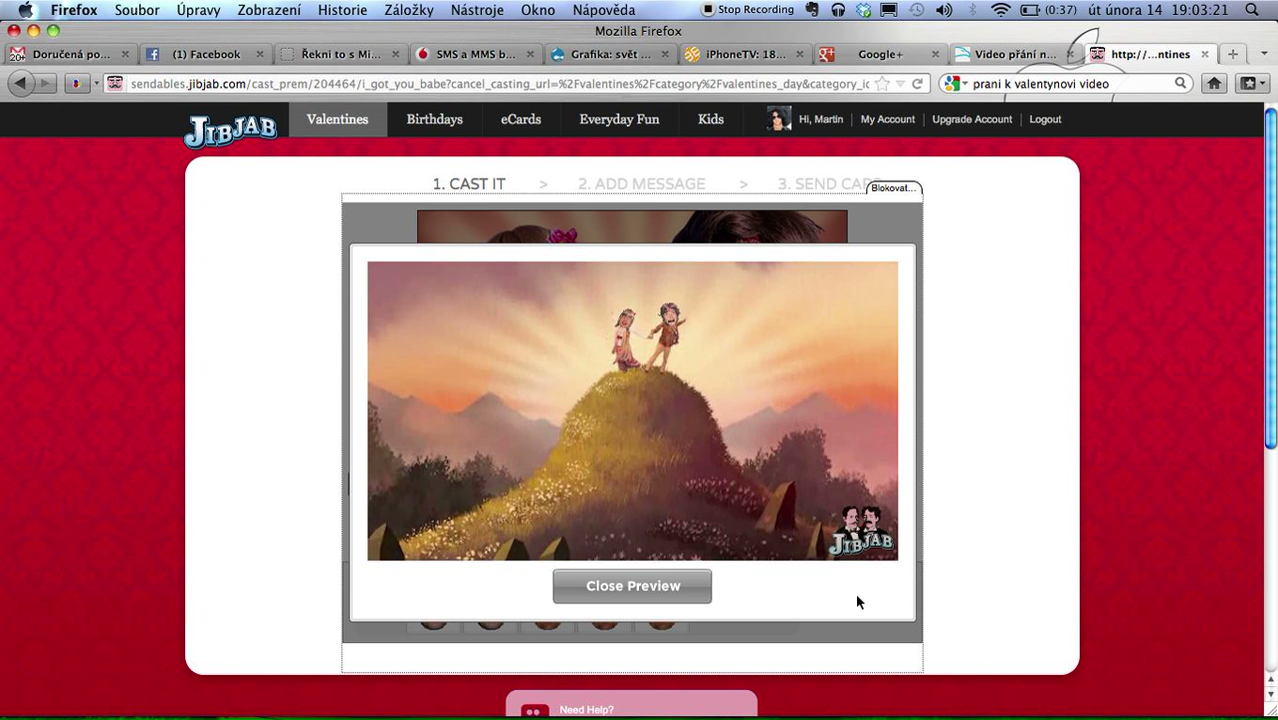 Firefox Soubor Úpravy Zobrazení Historie Záložky Nástroje Okno Nápověda Stop Recording (0:37) út února 14 19:03:21
Mozilla Firefox
20+ Doručená po... (1) Facebook Řekni to s Mi... SMS a MMS b... Grafika: svět ... iPhoneTV: 18... Google+ Video přání n... http://...ntines
sendables.jibjab.com/cast_prem/204464/i_got_you_babe?cancel_casting_url=%2Fvalentines%2Fcategory%2Fvalentines_day&category_ic prani k valentynovi video
JIBJAB Valentines Birthdays eCards Everyday Fun Kids Hi, Martin My Account Upgrade Account Logout
1. CAST IT > 2. ADD MESSAGE > 3. SEND CARD
Blokovat...
JIBJAB
Close Preview
Need Help?